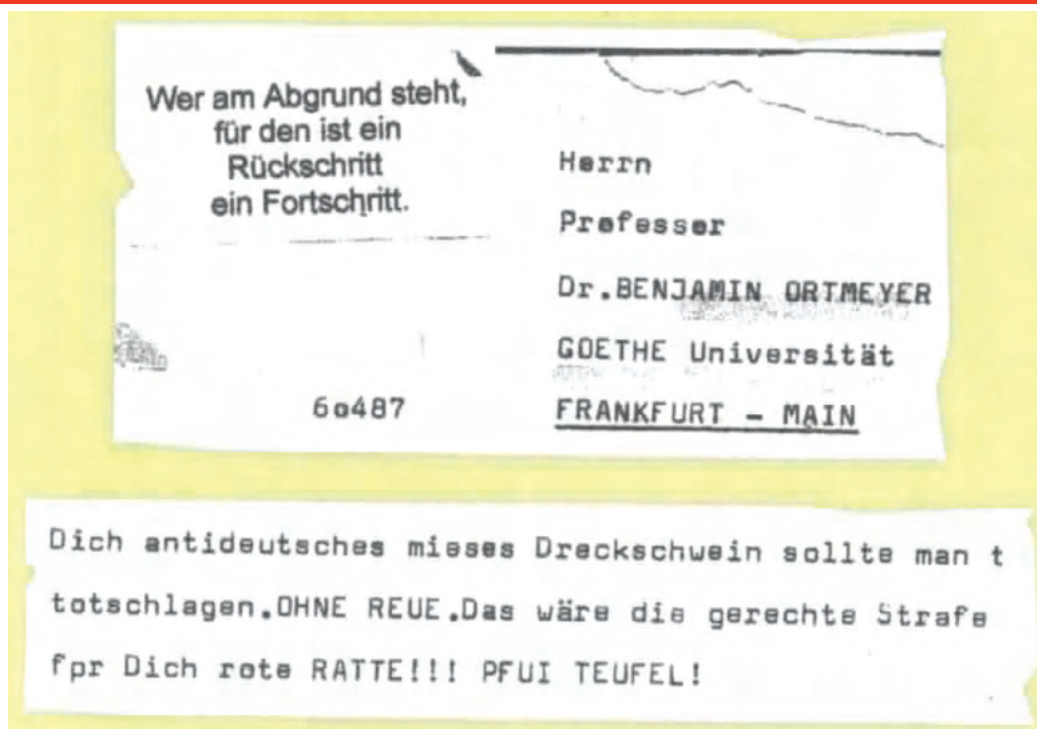 Wer am Abgrund steht,
für den ist ein
Rückschritt
ein Fortschritt.
Herrn
Prefesser
Dr.BENJAMIN ORTMEYER
GOETHE Universität
6o487
FRANKFURT - MAIN
Dich antideutsches mieses Dreckschwein sollte man t
totschlagen.OHNE REUE.Das wäre die gerechte Strafe
fpr Dich rote RATTE!!! PFUI TEUFEL!